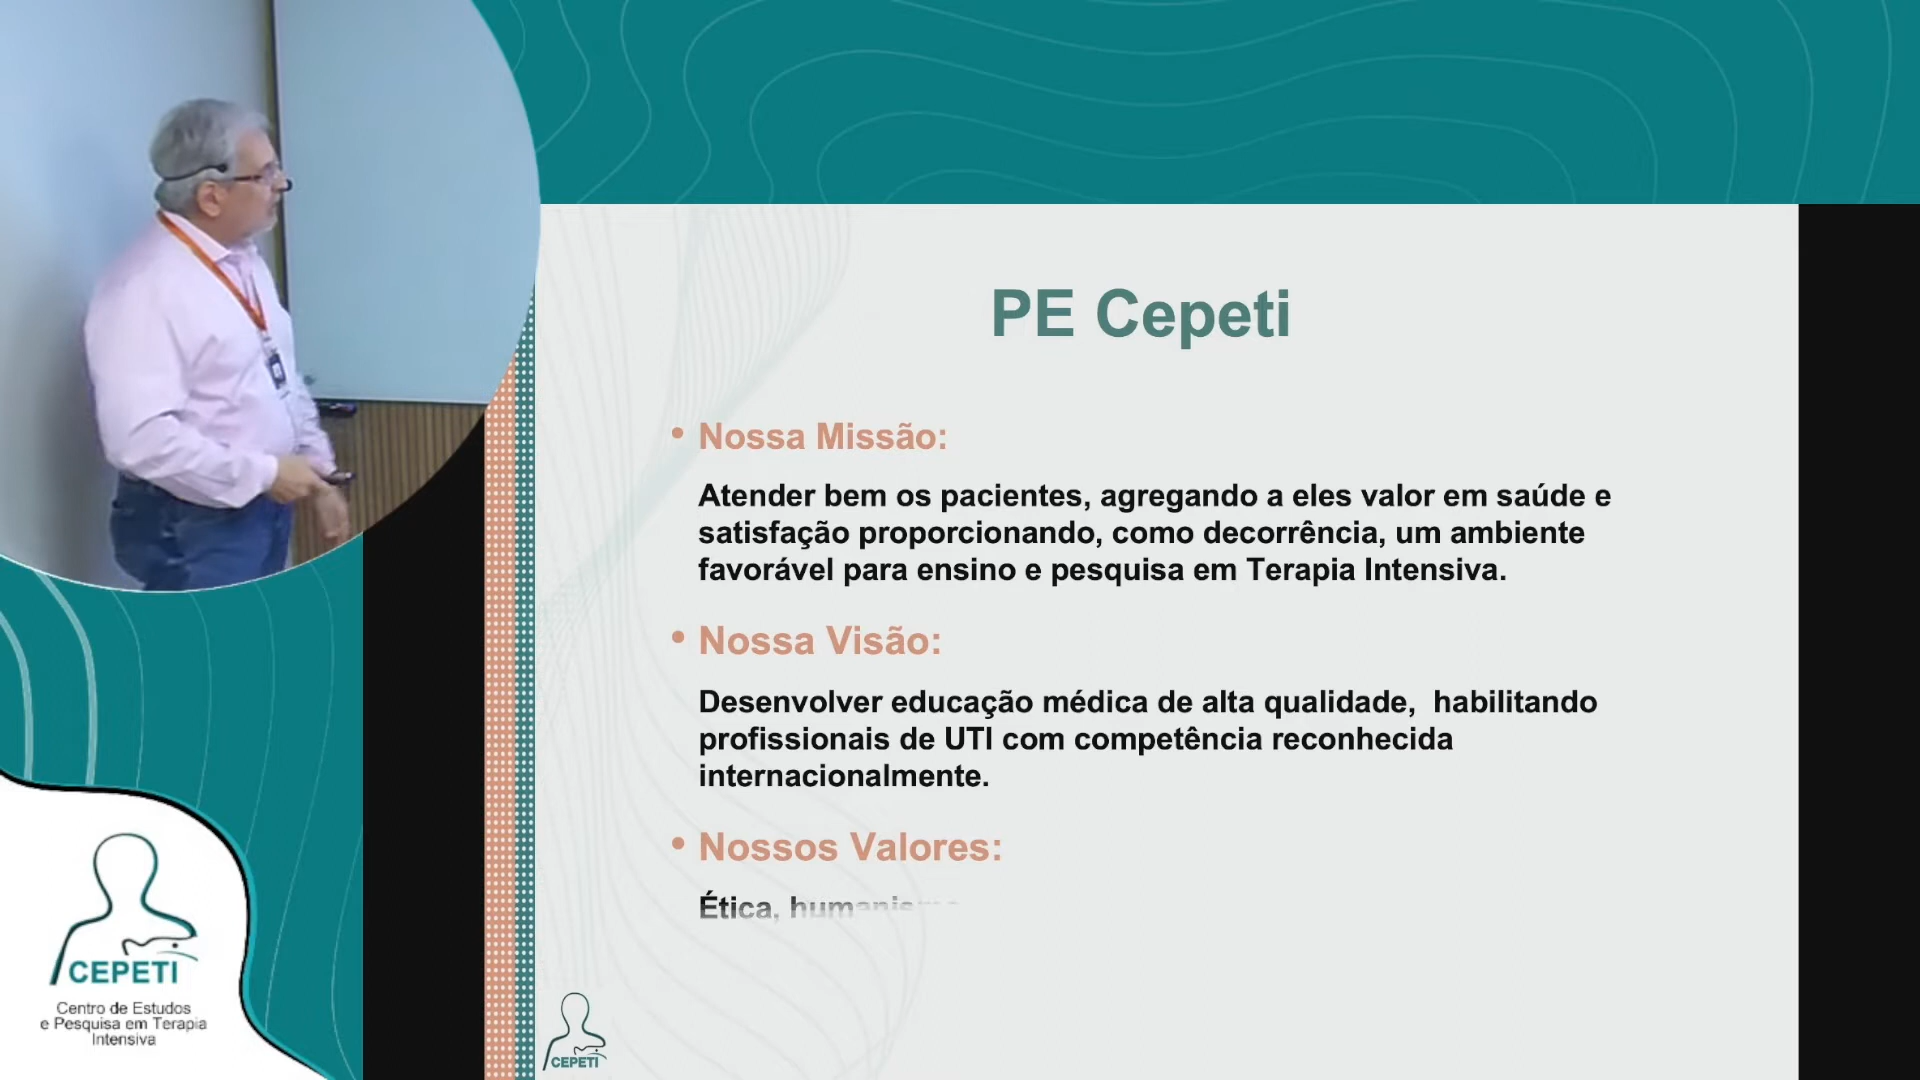 PE Cepeti
• Nossa Missão:
Atender bem os pacientes, agregando a eles valor em saúde e
satisfação proporcionando, como decorrência, um ambiente
favorável para ensino e pesquisa em Terapia Intensiva.
• Nossa Visão:
Desenvolver educação médica de alta qualidade, habilitando
profissionais de UTI com competência reconhecida
internacionalmente.
• Nossos Valores:
Ética, humanismo
CEPETI
Centro de Estudos
e Pesquisa em Terapia
Intensiva
CEPETI